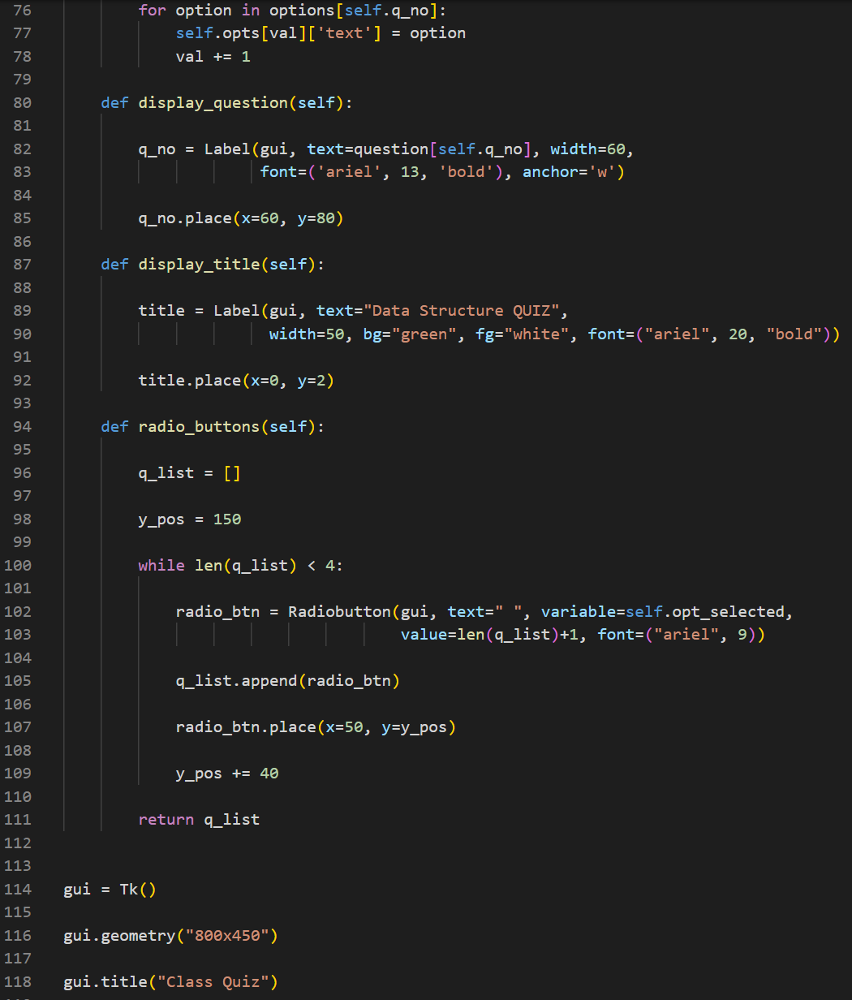 76 for option in options[self.q_no]:
77 self.opts[val]['text'] = option
78 val += 1
79
80 def display_question(self):
81
82 q_no = Label(gui, text=question[self.q_no], width=60,
83 font=('ariel', 13, 'bold'), anchor='w')
84
85 q_no.place(x=60, y=80)
86
87 def display_title(self):
88
89 title = Label(gui, text="Data Structure QUIZ",
90 width=50, bg="green", fg="white", font=("ariel", 20, "bold"))
91
92 title.place(x=0, y=2)
93
94 def radio_buttons(self):
95
96 q_list = []
97
98 y_pos = 150
99
100 while len(q_list) < 4:
101
102 radio_btn = Radiobutton(gui, text=" ", variable=self.opt_selected,
103 value=len(q_list)+1, font=("ariel", 9))
104
105 q_list.append(radio_btn)
106
107 radio_btn.place(x=50, y=y_pos)
108
109 y_pos += 40
110
111 return q_list
112
113
114 gui = Tk()
115
116 gui.geometry("800x450")
117
118 gui.title("Class Quiz")